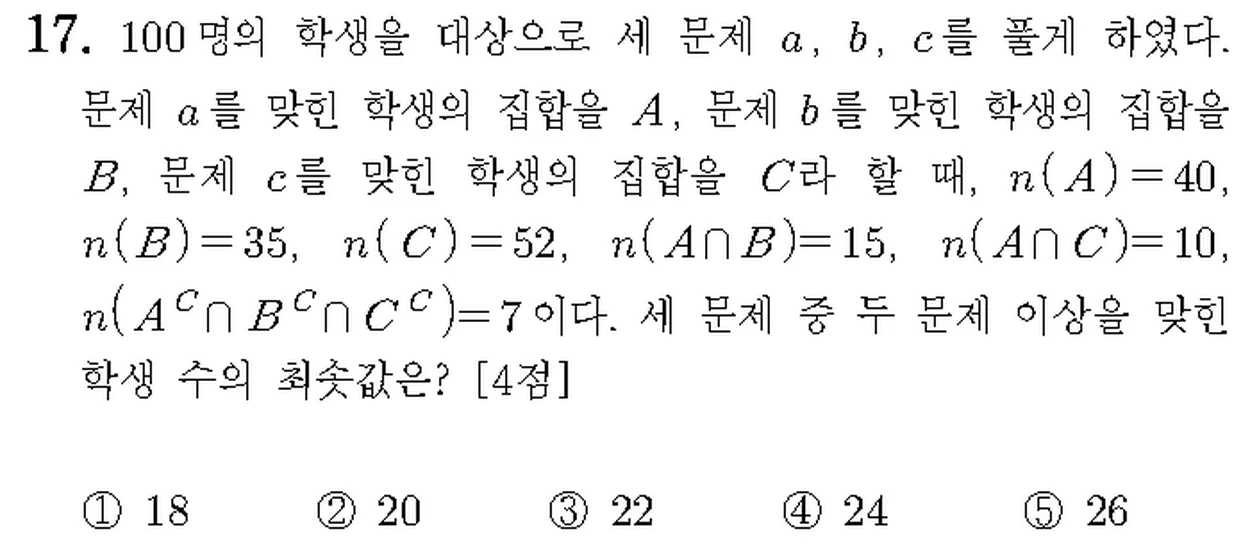 17. 100명의 학생을 대상으로 세 문제 a, b, c를 풀게 하였다.
문제 a를 맞힌 학생의 집합을 A, 문제 b를 맞힌 학생의 집합을
B, 문제 c를 맞힌 학생의 집합을 C라 할 때, n(A)=40,
n(B)=35, n(C)=52, n(A∩B)=15, n(A∩C)=10,
n(A^C∩B^C∩C^C)=7이다. 세 문제 중 두 문제 이상을 맞힌
학생 수의 최솟값은? [4점]
① 18 ② 20 ③ 22 ④ 24 ⑤ 26